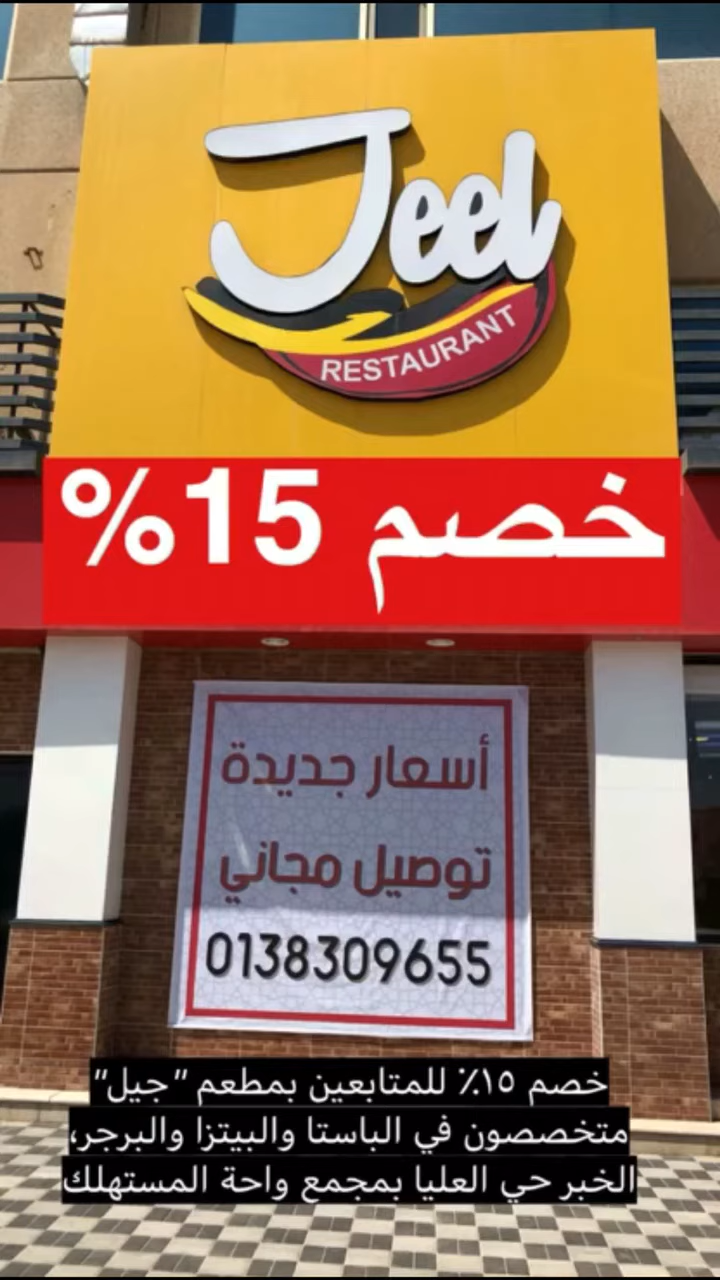 Jeel
RESTAURANT
خصم 15%
أسعار جديدة
توصيل مجاني
0138309655
خصم ١٥٪ للمتابعين بمطعم "جيل"
متخصصون في الباستا والبيتزا والبرجر،
الخبر حي العليا بمجمع واحة المستهلك